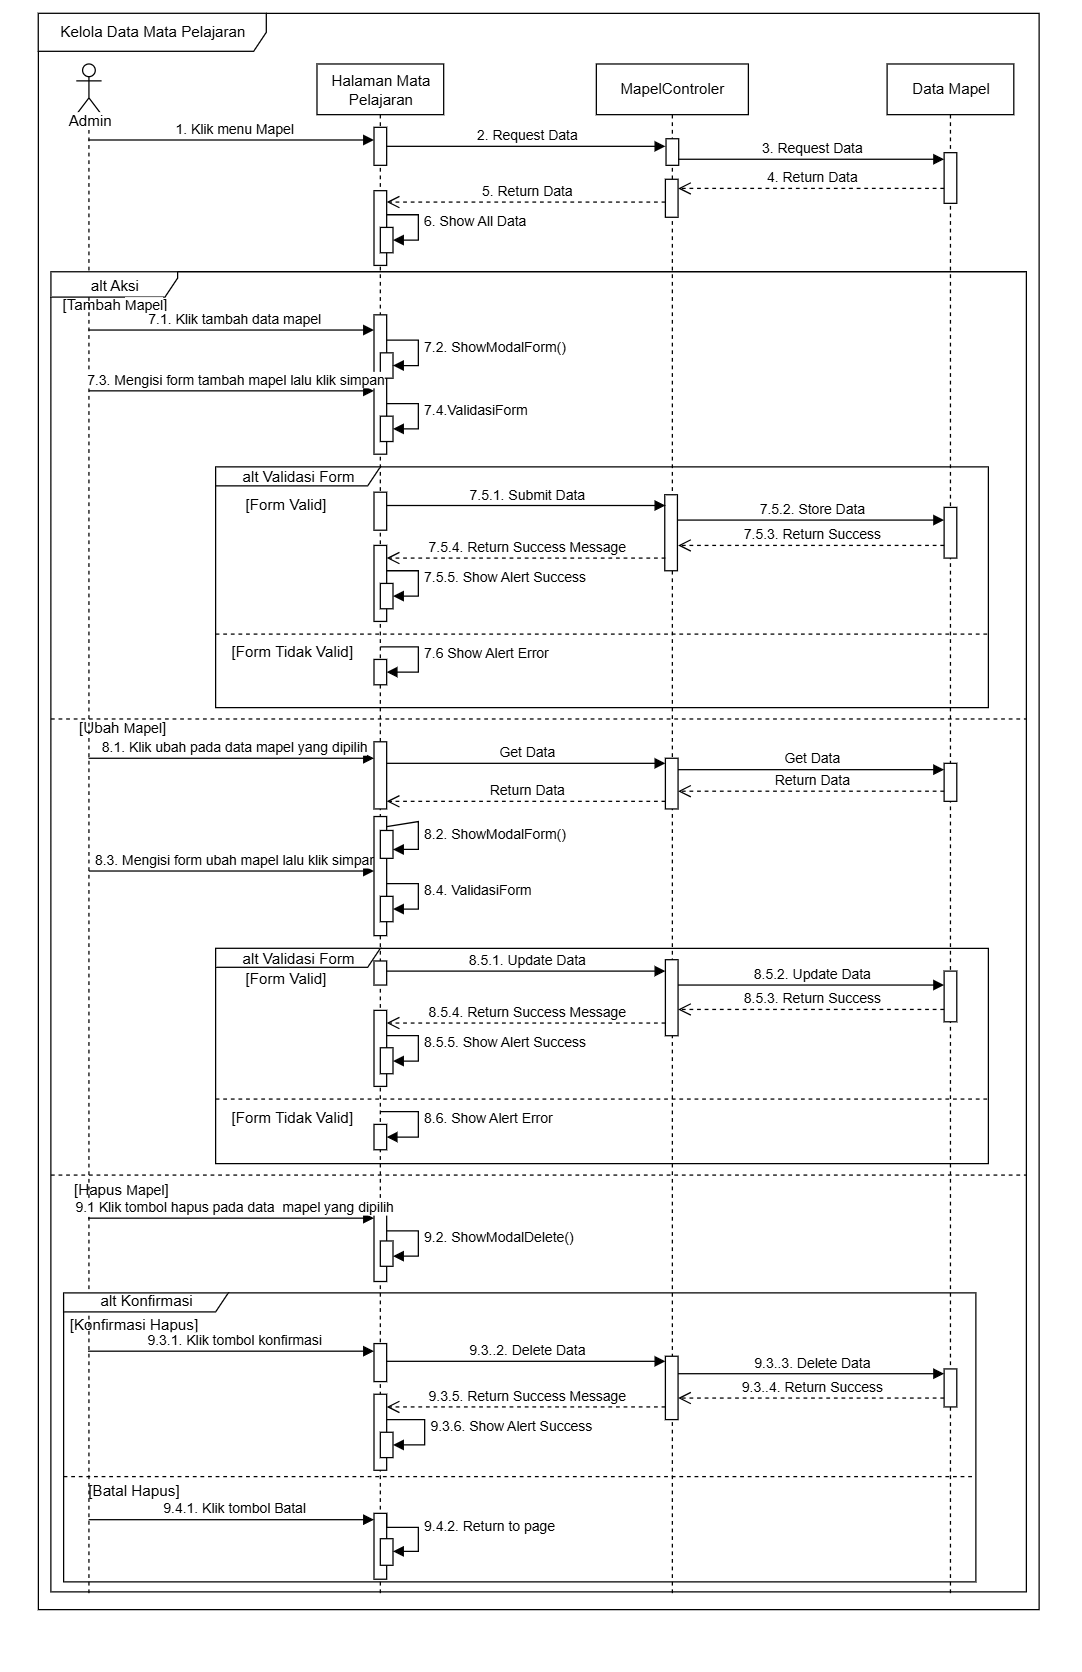 Kelola Data Mata Pelajaran
Admin
Halaman Mata
Pelajaran
MapelControler
Data Mapel
1. Klik menu Mapel
2. Request Data
3. Request Data
4. Return Data
5. Return Data
6. Show All Data
alt Aksi
[Tambah Mapel]
7.1. Klik tambah data mapel
7.2. ShowModalForm()
7.3. Mengisi form tambah mapel lalu klik simpan
7.4.ValidasiForm
alt Validasi Form
[Form Valid]
7.5.1. Submit Data
7.5.2. Store Data
7.5.3. Return Success
7.5.4. Return Success Message
7.5.5. Show Alert Success
[Form Tidak Valid]
7.6 Show Alert Error
[Ubah Mapel]
8.1. Klik ubah pada data mapel yang dipilih
Get Data
Get Data
Return Data
Return Data
8.2. ShowModalForm()
8.3. Mengisi form ubah mapel lalu klik simpan
8.4. ValidasiForm
alt Validasi Form
[Form Valid]
8.5.1. Update Data
8.5.2. Update Data
8.5.3. Return Success
8.5.4. Return Success Message
8.5.5. Show Alert Success
[Form Tidak Valid]
8.6. Show Alert Error
[Hapus Mapel]
9.1 Klik tombol hapus pada data  mapel yang dipilih
9.2. ShowModalDelete()
alt Konfirmasi
[Konfirmasi Hapus]
9.3.1. Klik tombol konfirmasi
9.3..2. Delete Data
9.3..3. Delete Data
9.3..4. Return Success
9.3.5. Return Success Message
9.3.6. Show Alert Success
[Batal Hapus]
9.4.1. Klik tombol Batal
9.4.2. Return to page